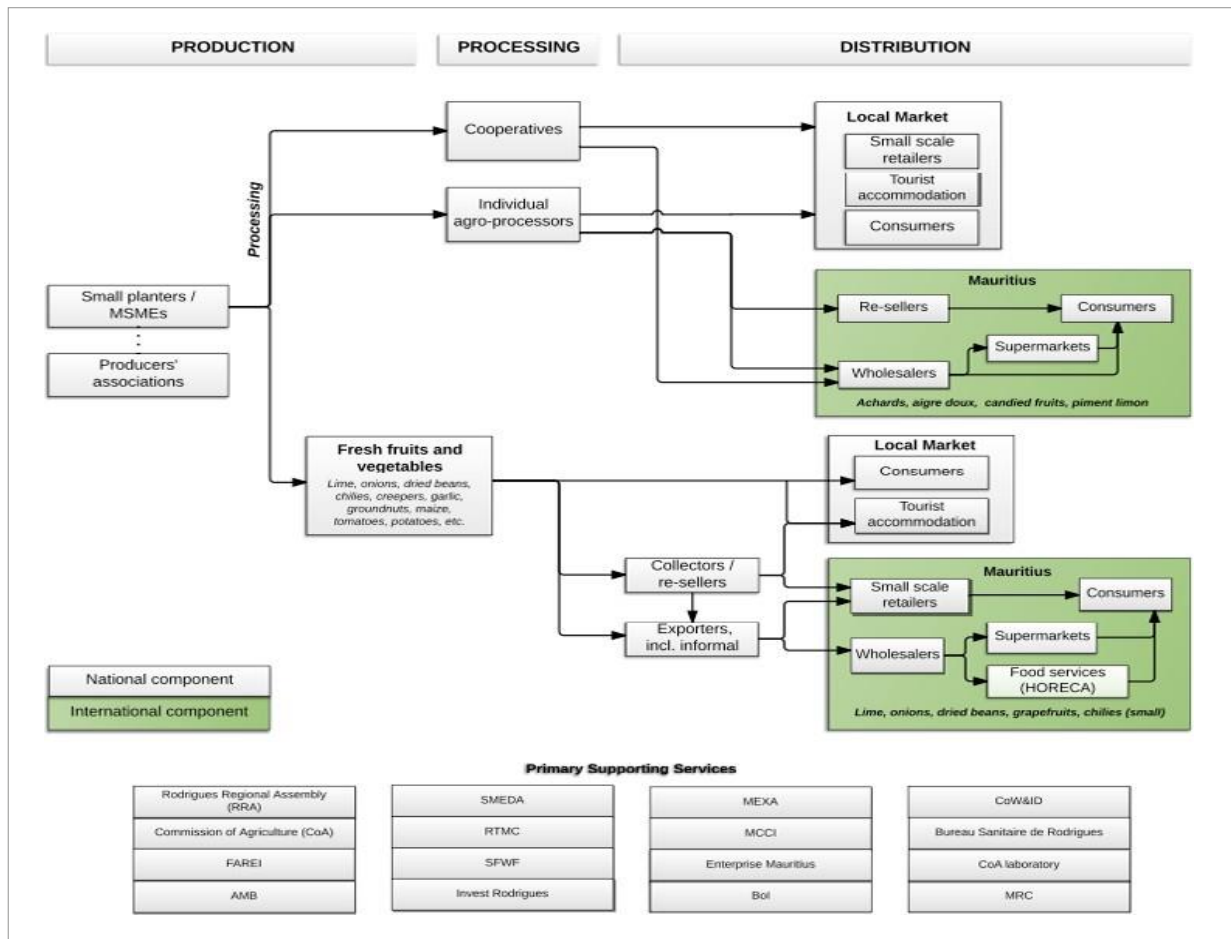 PRODUCTION
PROCESSING
DISTRIBUTION
Processing
Small planters /
MSMEs
Producers'
associations
Cooperatives
Individual
agro-processors
Local Market
Small scale
retailers
Tourist
accommodation
Consumers
Mauritius
Re-sellers
Consumers
Supermarkets
Wholesalers
Achards, aigre doux, candied fruits, piment limon
Fresh fruits and
vegetables
Lime, onions, dried beans,
chilies, creepers, garlic,
groundnuts, maize,
tomatoes, potatoes, etc.
Local Market
Consumers
Tourist
accommodation
Collectors /
re-sellers
Exporters,
incl. informal
Mauritius
Small scale
retailers
Consumers
Supermarkets
Wholesalers
Food services
(HORECA)
Lime, onions, dried beans, grapefruits, chilies (small)
National component
International component
Primary Supporting Services
Rodrigues Regional Assembly
(RRA)
Commission of Agriculture (CoA)
FAREI
AMB
SMEDA
RTMC
SFWF
Invest Rodrigues
MEXA
MCCI
Enterprise Mauritius
BoI
CoW&ID
Bureau Sanitaire de Rodrigues
CoA laboratory
MRC